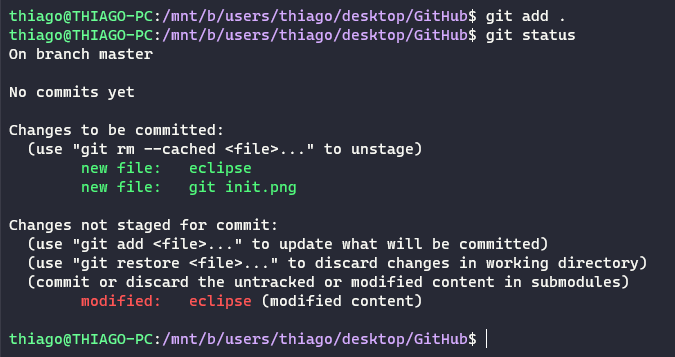 thiago@THIAGO-PC:/mnt/b/users/thiago/desktop/GitHub$ git add .
thiago@THIAGO-PC:/mnt/b/users/thiago/desktop/GitHub$ git status
On branch master

No commits yet

Changes to be committed:
  (use "git rm --cached <file>..." to unstage)
        new file:   eclipse
        new file:   git init.png

Changes not staged for commit:
  (use "git add <file>..." to update what will be committed)
  (use "git restore <file>..." to discard changes in working directory)
  (commit or discard the untracked or modified content in submodules)
        modified:   eclipse (modified content)

thiago@THIAGO-PC:/mnt/b/users/thiago/desktop/GitHub$